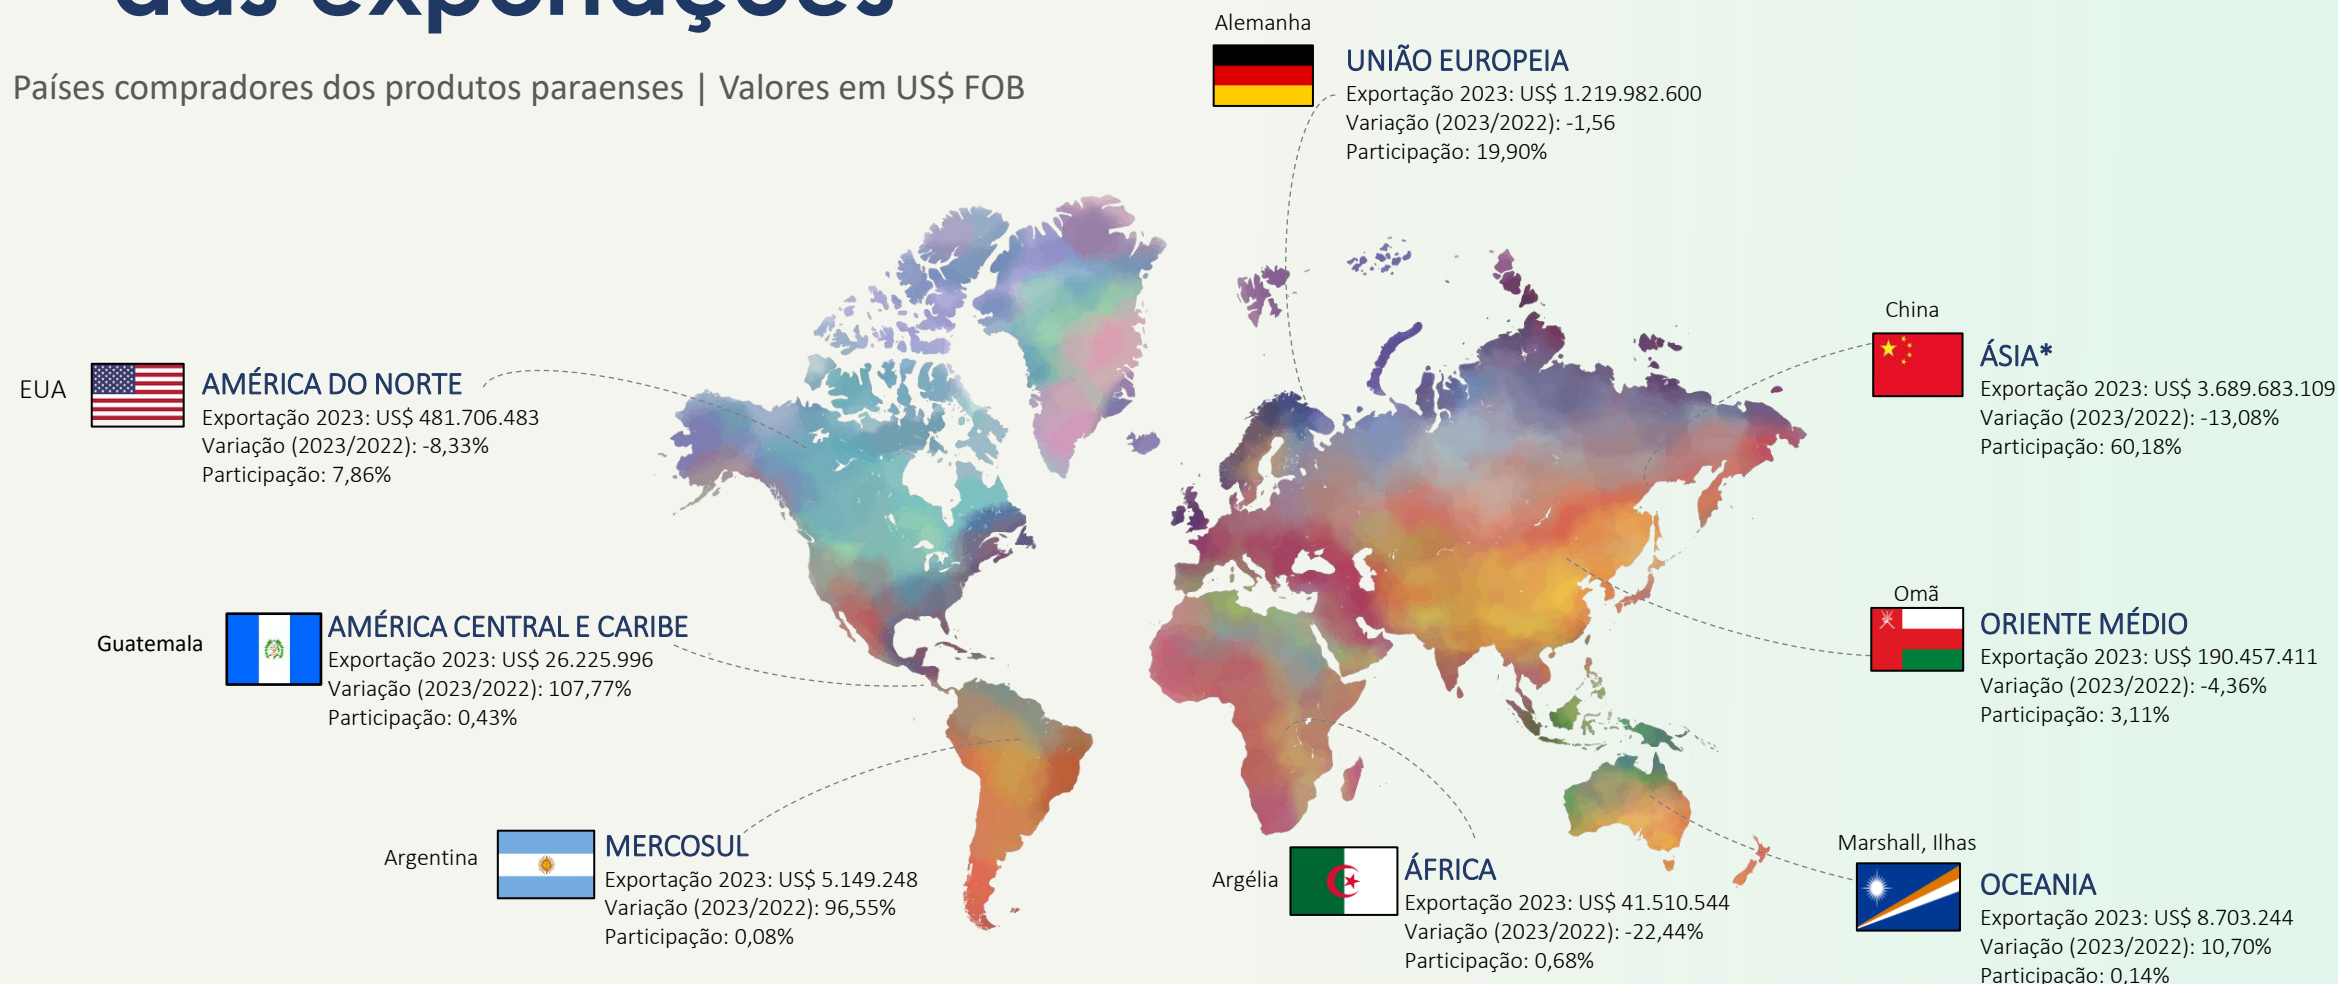 das exportações
Países compradores dos produtos paraenses | Valores em US$ FOB
Alemanha
UNIÃO EUROPEIA
Exportação 2023: US$ 1.219.982.600
Variação (2023/2022): -1,56
Participação: 19,90%
China
ÁSIA*
Exportação 2023: US$ 3.689.683.109
Variação (2023/2022): -13,08%
Participação: 60,18%
EUA
AMÉRICA DO NORTE
Exportação 2023: US$ 481.706.483
Variação (2023/2022): -8,33%
Participação: 7,86%
Omã
ORIENTE MÉDIO
Exportação 2023: US$ 190.457.411
Variação (2023/2022): -4,36%
Participação: 3,11%
Guatemala
AMÉRICA CENTRAL E CARIBE
Exportação 2023: US$ 26.225.996
Variação (2023/2022): 107,77%
Participação: 0,43%
Argentina
MERCOSUL
Exportação 2023: US$ 5.149.248
Variação (2023/2022): 96,55%
Participação: 0,08%
Argélia
ÁFRICA
Exportação 2023: US$ 41.510.544
Variação (2023/2022): -22,44%
Participação: 0,68%
Marshall, Ilhas
OCEANIA
Exportação 2023: US$ 8.703.244
Variação (2023/2022): 10,70%
Participação: 0,14%